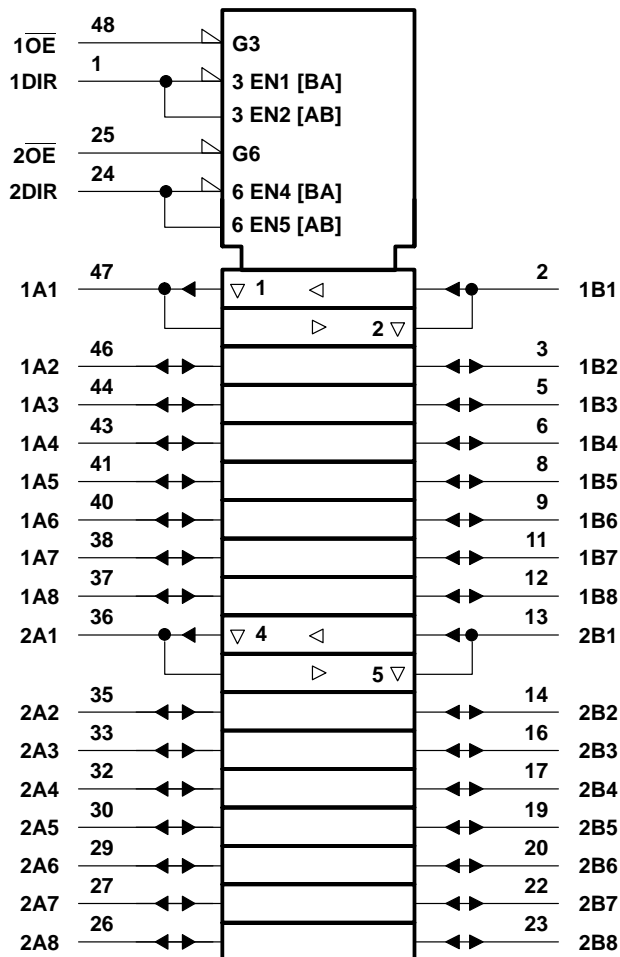 48
1O̅E̅ G3
1
1DIR 3 EN1 [BA]
3 EN2 [AB]
25
2O̅E̅ G6
24
2DIR 6 EN4 [BA]
6 EN5 [AB]
47 2
1A1 ▽ 1 ◁ 1B1
▷ 2 ▽
46 3
1A2 1B2
44 5
1A3 1B3
43 6
1A4 1B4
41 8
1A5 1B5
40 9
1A6 1B6
38 11
1A7 1B7
37 12
1A8 1B8
36 13
2A1 ▽ 4 ◁ 2B1
▷ 5 ▽
35 14
2A2 2B2
33 16
2A3 2B3
32 17
2A4 2B4
30 19
2A5 2B5
29 20
2A6 2B6
27 22
2A7 2B7
26 23
2A8 2B8